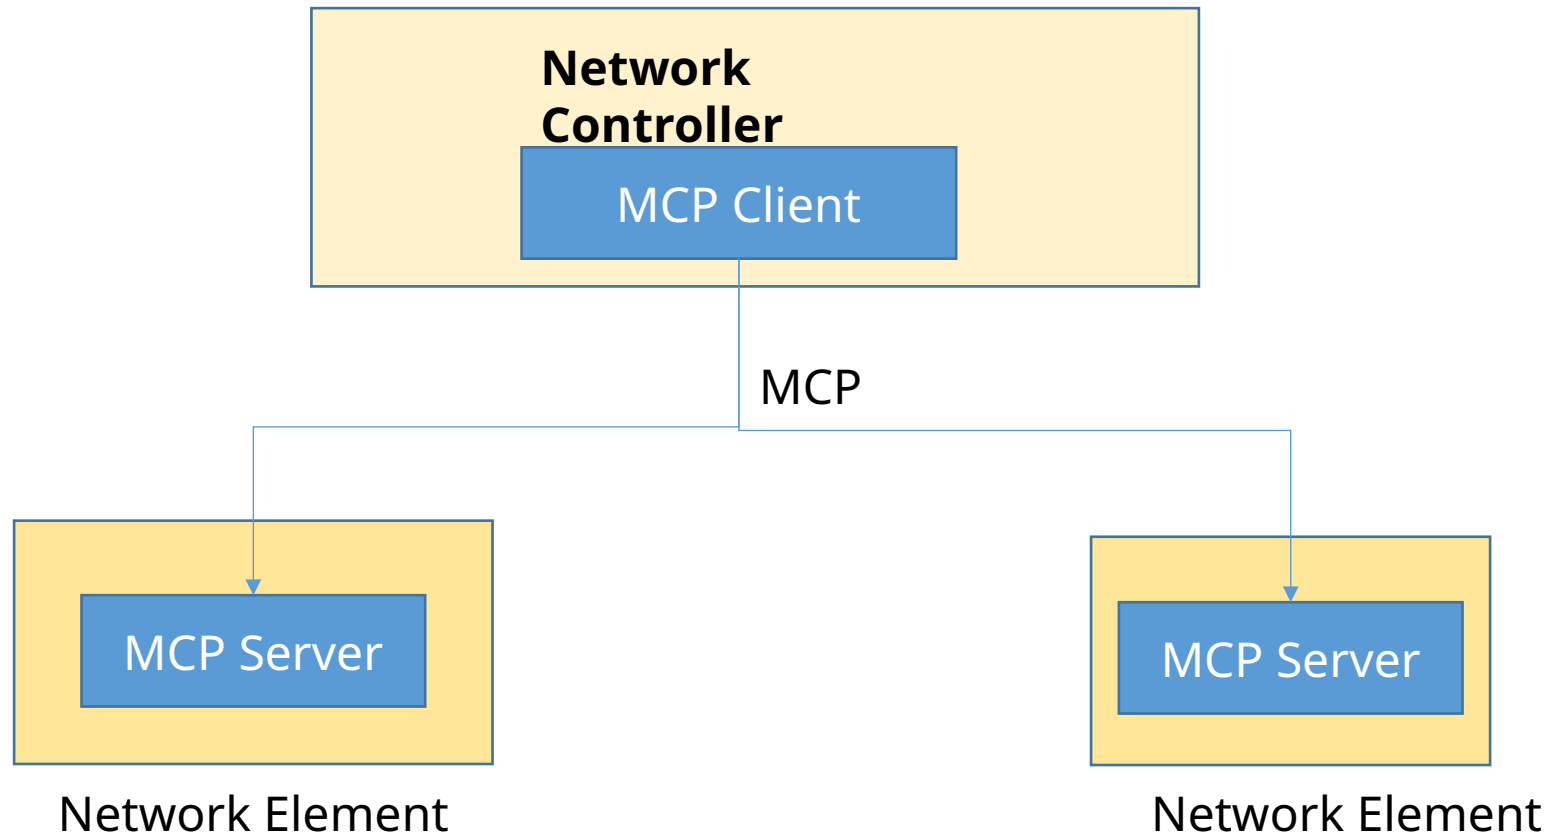 Network
Controller
MCP Client
MCP
MCP Server
MCP Server
Network Element
Network Element